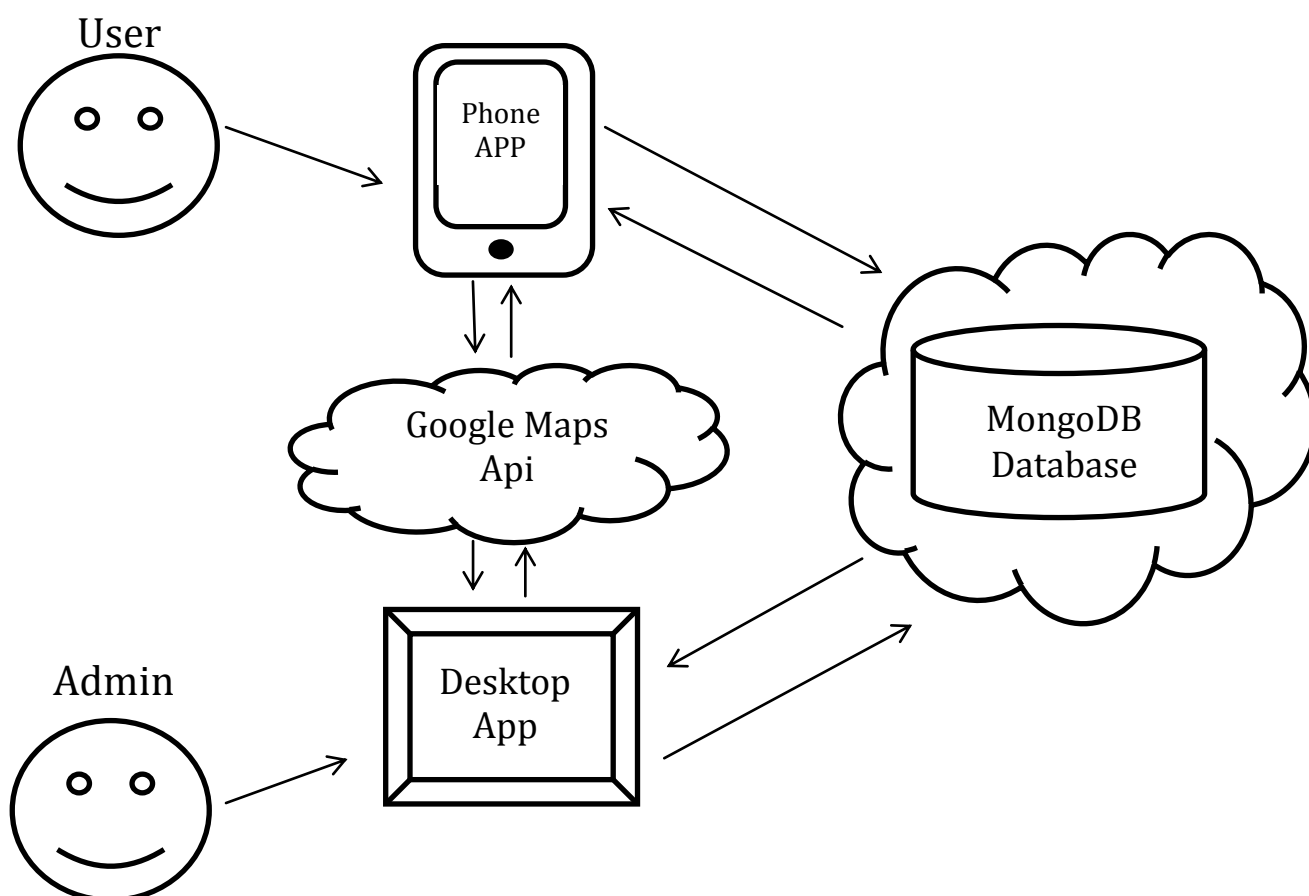 User
Phone
APP
Google Maps
Api
MongoDB
Database
Admin
Desktop
App